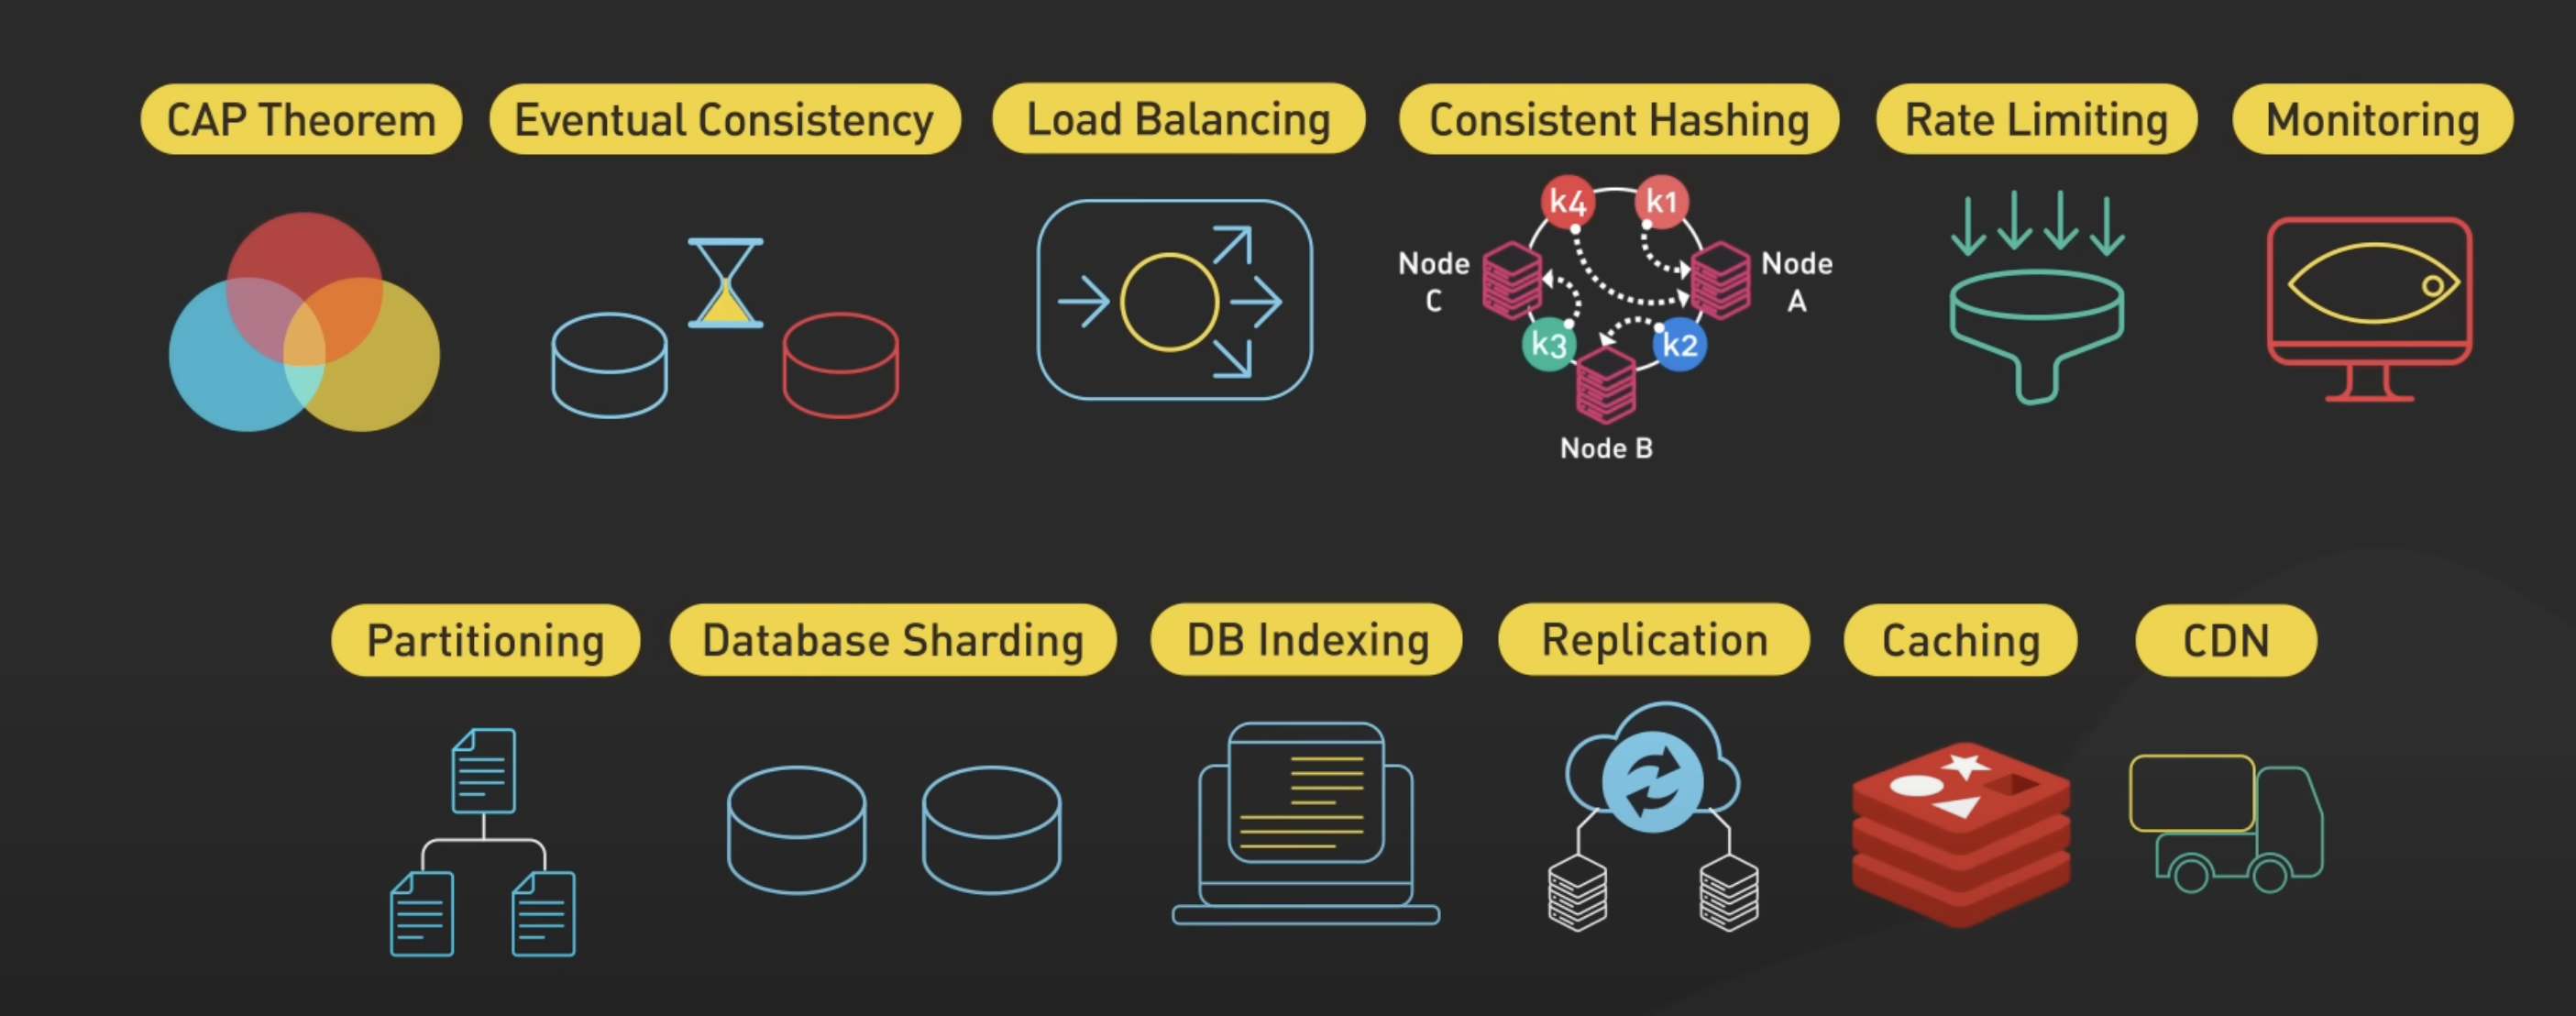 CAP Theorem
Eventual Consistency
Load Balancing
Consistent Hashing
Rate Limiting
Monitoring
k4
k1
Node
C
Node
A
k3
k2
Node B
Partitioning
Database Sharding
DB Indexing
Replication
Caching
CDN